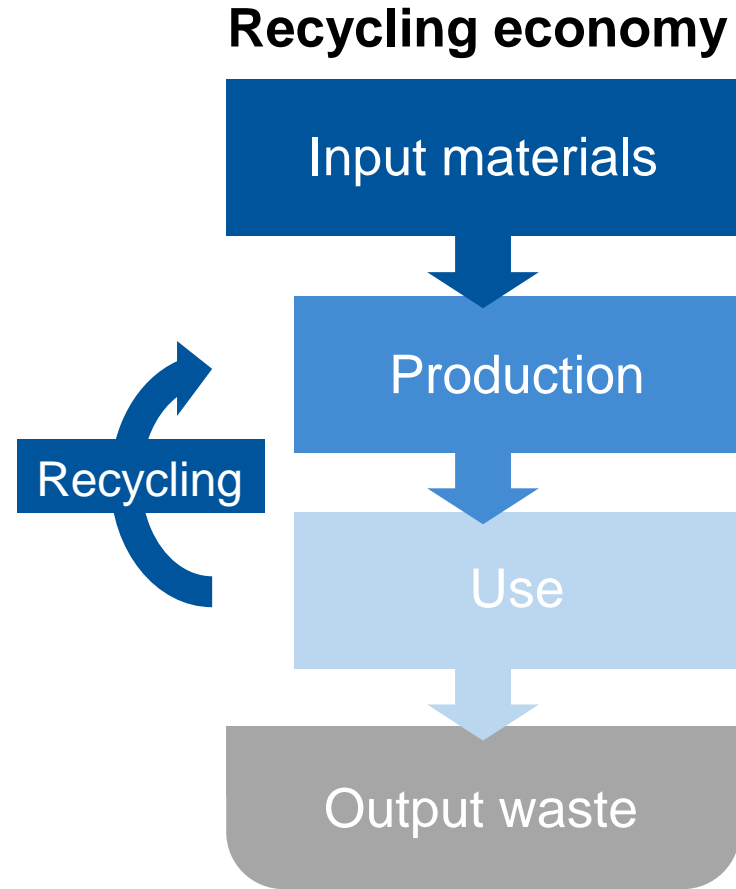 Recycling economy
Input materials
Production
Recycling
Use
Output waste